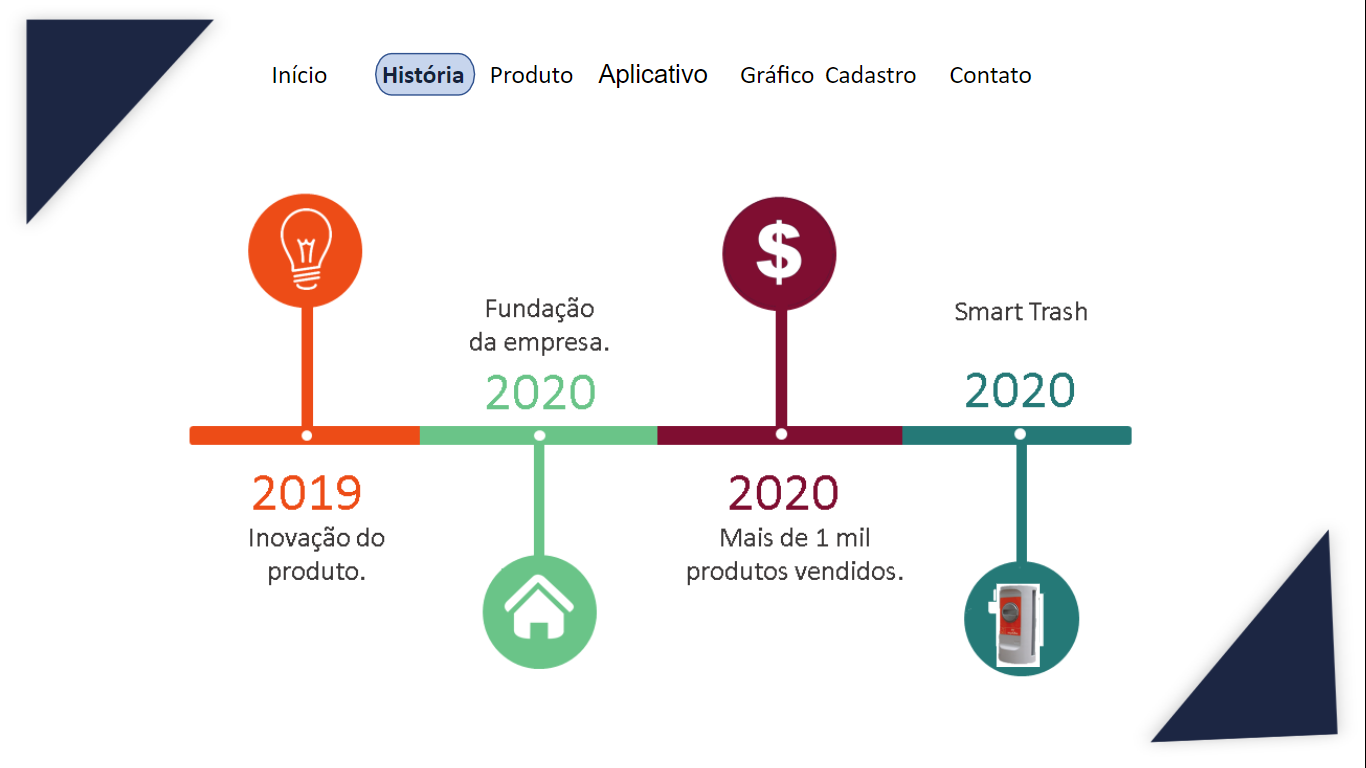 Início História Produto Aplicativo Gráfico Cadastro Contato
$
Fundação
da empresa.
2020
Smart Trash
2020
2019
Inovação do
produto.
2020
Mais de 1 mil
produtos vendidos.